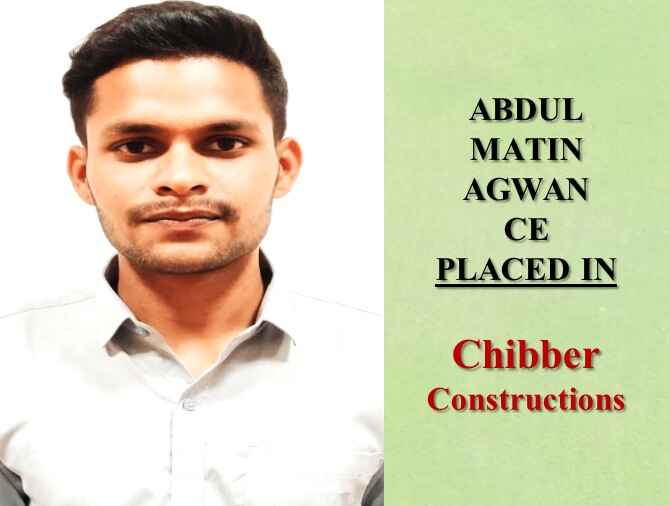 ABDUL
MATIN
AGWAN
CE
PLACED IN
Chibber
Constructions